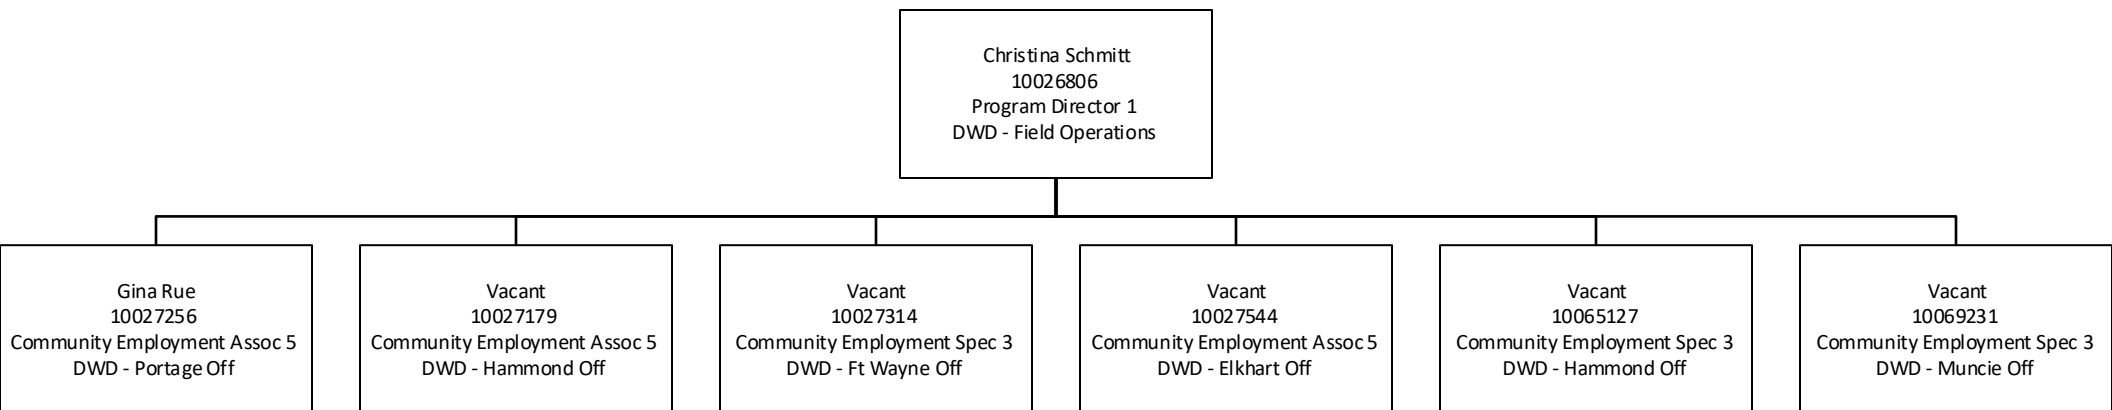 Christina Schmitt
10026806
Program Director 1
DWD - Field Operations
Gina Rue
10027256
Community Employment Assoc 5
DWD - Portage Off
Vacant
10027179
Community Employment Assoc 5
DWD - Hammond Off
Vacant
10027314
Community Employment Spec 3
DWD - Ft Wayne Off
Vacant
10027544
Community Employment Assoc 5
DWD - Elkhart Off
Vacant
10065127
Community Employment Spec 3
DWD - Hammond Off
Vacant
10069231
Community Employment Spec 3
DWD - Muncie Off